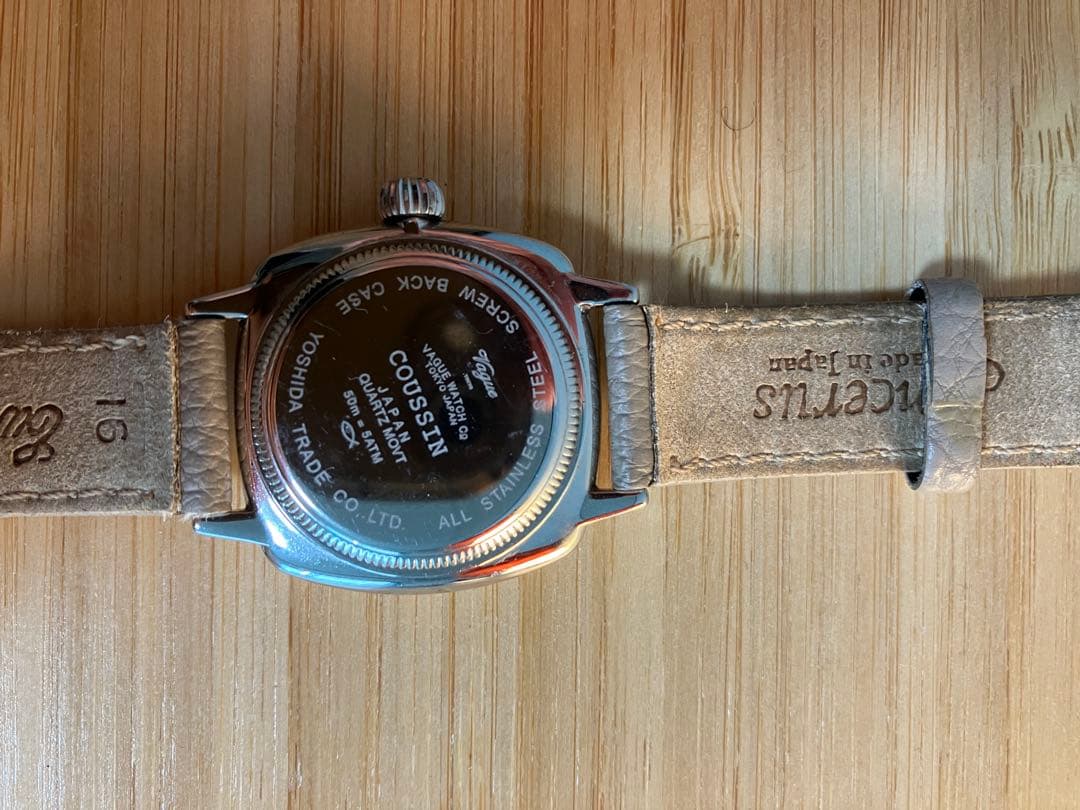 Vague
VAGUE WATCH Co
TOKYO JAPAN
COUSSIN
JAPAN
QUARTZ MOVT
50m = 5ATM
SCREW BACK CASE
ALL STAINLESS STEEL
YOSHIDA TRADE CO.,LTD.
16
ncerus
ade in Japan